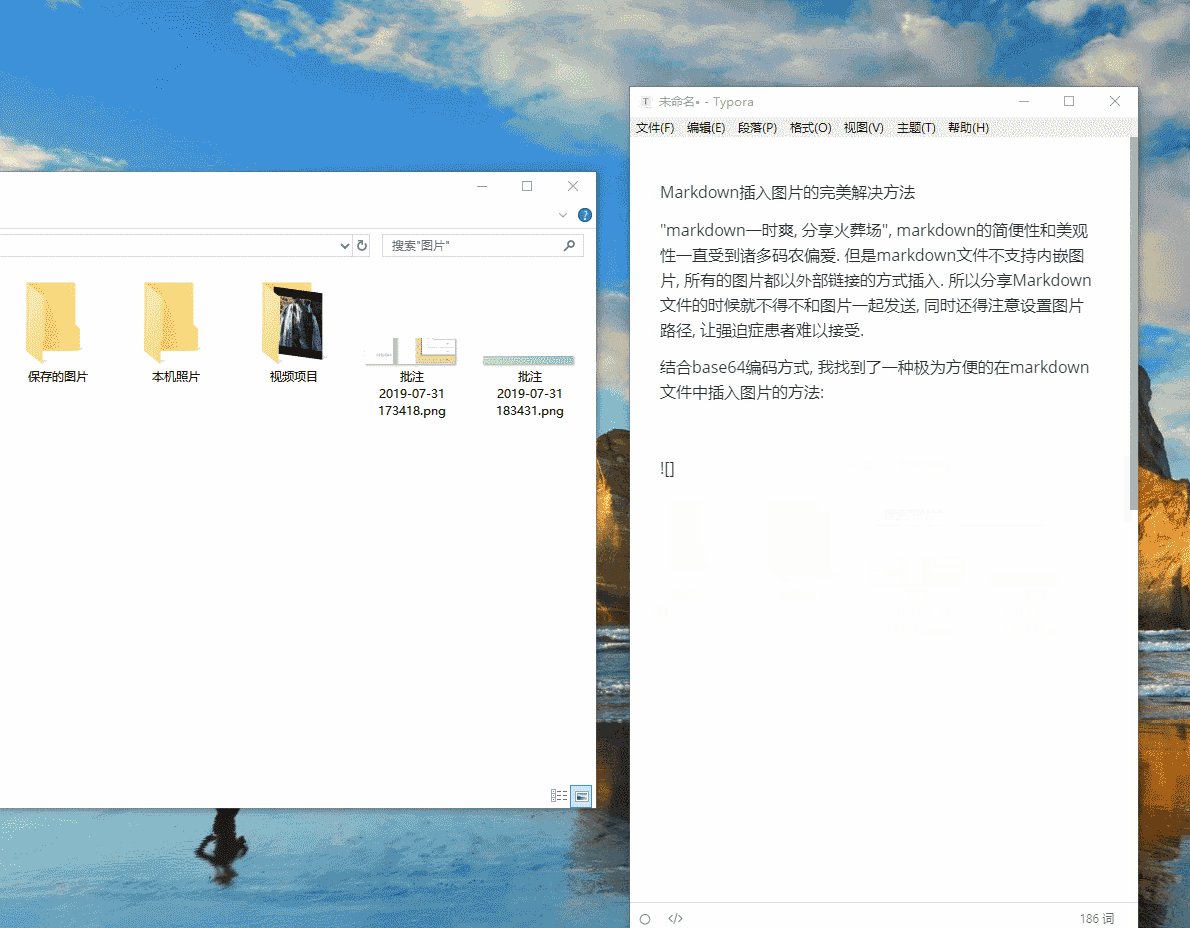 搜索"图片"
保存的图片
本机照片
视频项目
批注
2019-07-31
173418.png
批注
2019-07-31
183431.png
T 未命名• - Typora
文件(F) 编辑(E) 段落(P) 格式(O) 视图(V) 主题(T) 帮助(H)
Markdown插入图片的完美解决方法
"markdown一时爽, 分享火葬场", markdown的简便性和美观
性一直受到诸多码农偏爱. 但是markdown文件不支持内嵌图
片, 所有的图片都以外部链接的方式插入. 所以分享Markdown
文件的时候就不得不和图片一起发送, 同时还得注意设置图片
路径, 让强迫症患者难以接受.
结合base64编码方式, 我找到了一种极为方便的在markdown
文件中插入图片的方法:
![]
</>
186 词